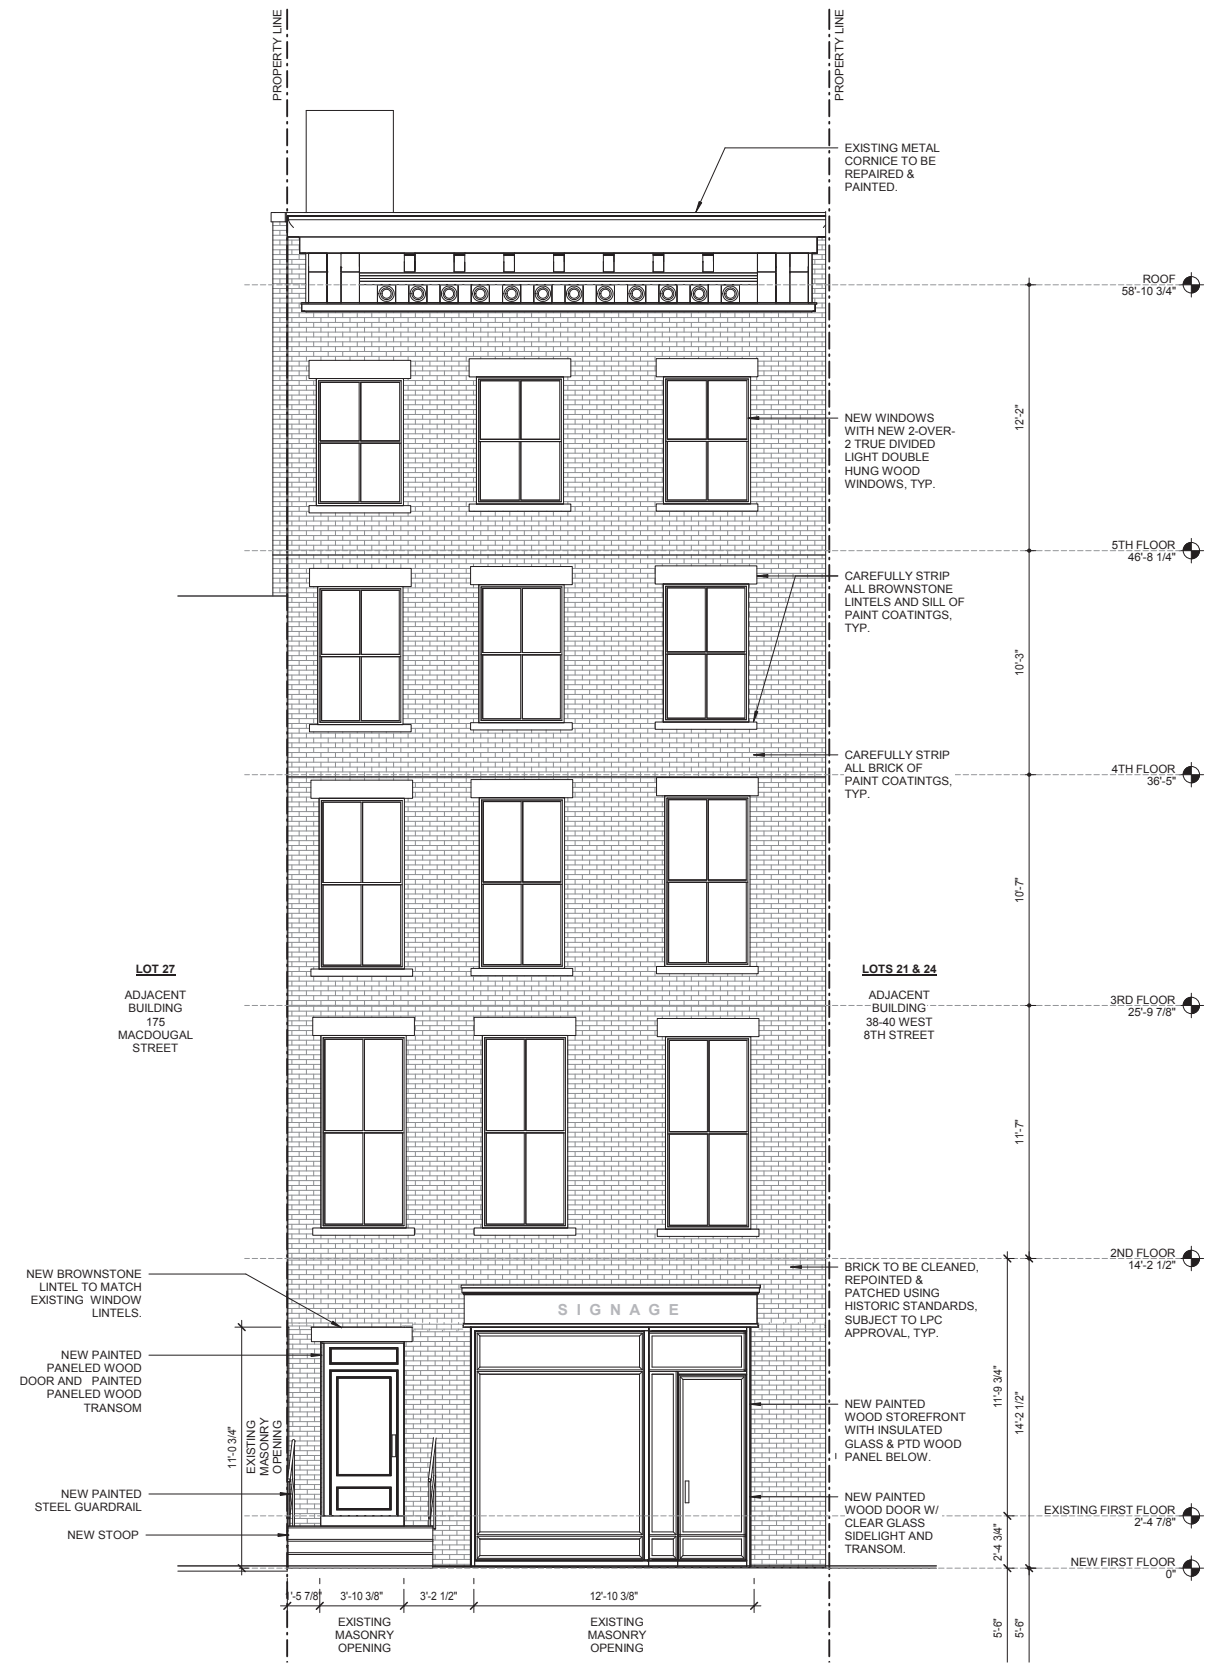 PROPERTY LINE
PROPERTY LINE
EXISTING METAL
CORNICE TO BE
REPAIRED &
PAINTED.
ROOF
58'-10 3/4"
12'-2"
NEW WINDOWS
WITH NEW 2-OVER-
2 TRUE DIVIDED
LIGHT DOUBLE
HUNG WOOD
WINDOWS, TYP.
5TH FLOOR
46'-8 1/4"
CAREFULLY STRIP
ALL BROWNSTONE
LINTELS AND SILL OF
PAINT COATINTGS,
TYP.
10'-3"
CAREFULLY STRIP
ALL BRICK OF
PAINT COATINTGS,
TYP.
4TH FLOOR
36'-5"
10'-7"
LOT 27
ADJACENT
BUILDING
175
MACDOUGAL
STREET
LOTS 21 & 24
ADJACENT
BUILDING
38-40 WEST
8TH STREET
3RD FLOOR
25'-9 7/8"
11'-7"
2ND FLOOR
14'-2 1/2"
NEW BROWNSTONE
LINTEL TO MATCH
EXISTING WINDOW
LINTELS.
SIGNAGE
BRICK TO BE CLEANED,
REPOINTED &
PATCHED USING
HISTORIC STANDARDS,
SUBJECT TO LPC
APPROVAL, TYP.
NEW PAINTED
PANELED WOOD
DOOR AND PAINTED
PANELED WOOD
TRANSOM
11'-0 3/4"
EXISTING
MASONRY
OPENING
11'-9 3/4"
14'-2 1/2"
NEW PAINTED
WOOD STOREFRONT
WITH INSULATED
GLASS & PTD WOOD
PANEL BELOW.
NEW PAINTED
STEEL GUARDRAIL
NEW STOOP
NEW PAINTED
WOOD DOOR W/
CLEAR GLASS
SIDELIGHT AND
TRANSOM.
EXISTING FIRST FLOOR
2'-4 7/8"
2'-4 3/4"
NEW FIRST FLOOR
0"
'-5 7/8"
3'-10 3/8"
3'-2 1/2"
12'-10 3/8"
EXISTING
MASONRY
OPENING
EXISTING
MASONRY
OPENING
5'-6"
5'-6"